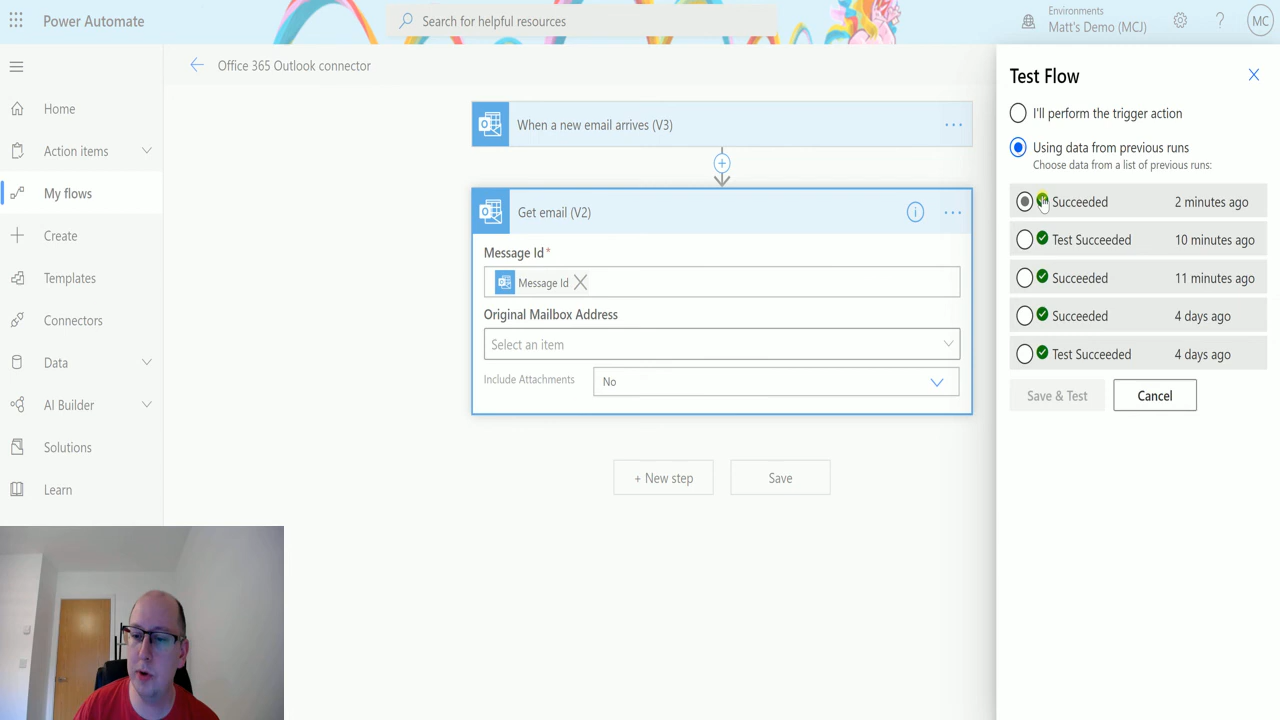 Power Automate
Search for helpful resources
Environments
Matt's Demo (MCJ)
?
MC
Home
Action items
My flows
Create
Templates
Connectors
Data
AI Builder
Solutions
Learn
Office 365 Outlook connector
When a new email arrives (V3)
Get email (V2)
Message Id*
Message Id
Original Mailbox Address
Select an item
Include Attachments
No
+ New step
Save
Test Flow
I'll perform the trigger action
Using data from previous runs
Choose data from a list of previous runs:
Succeeded 2 minutes ago
Test Succeeded 10 minutes ago
Succeeded 11 minutes ago
Succeeded 4 days ago
Test Succeeded 4 days ago
Save & Test
Cancel